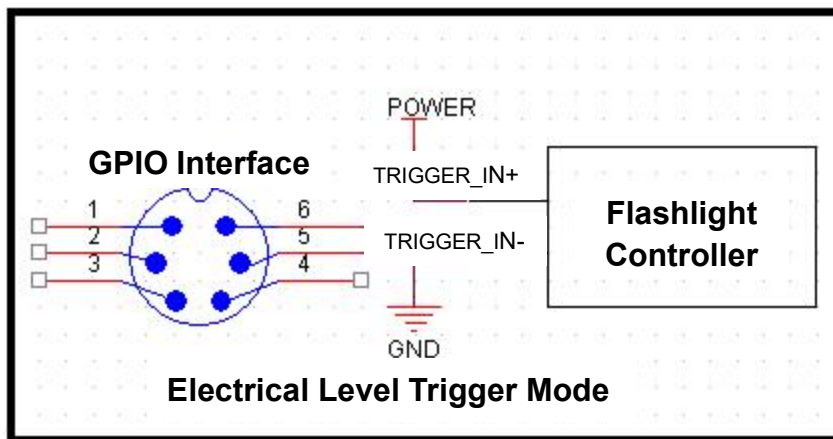 POWER
GPIO Interface
TRIGGER_IN+
1
6
2
5
TRIGGER_IN-
3
4
Flashlight
Controller
GND
Electrical Level Trigger Mode